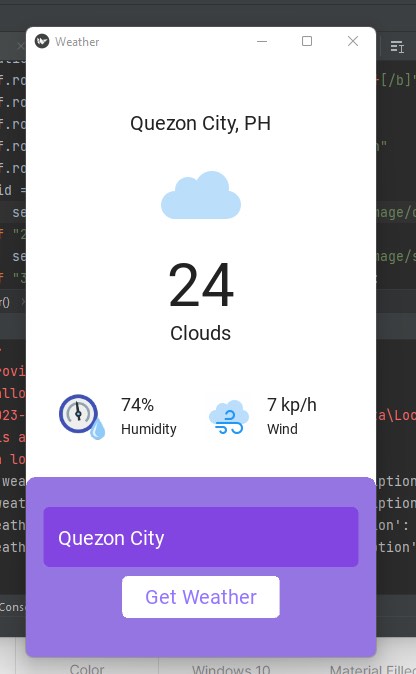 Weather
[/b]"
f.ro
Quezon City, PH
24
Clouds
74%
Humidity
7 kp/h
Wind
Quezon City
Get Weather
Color
Windows 10
Material Filled